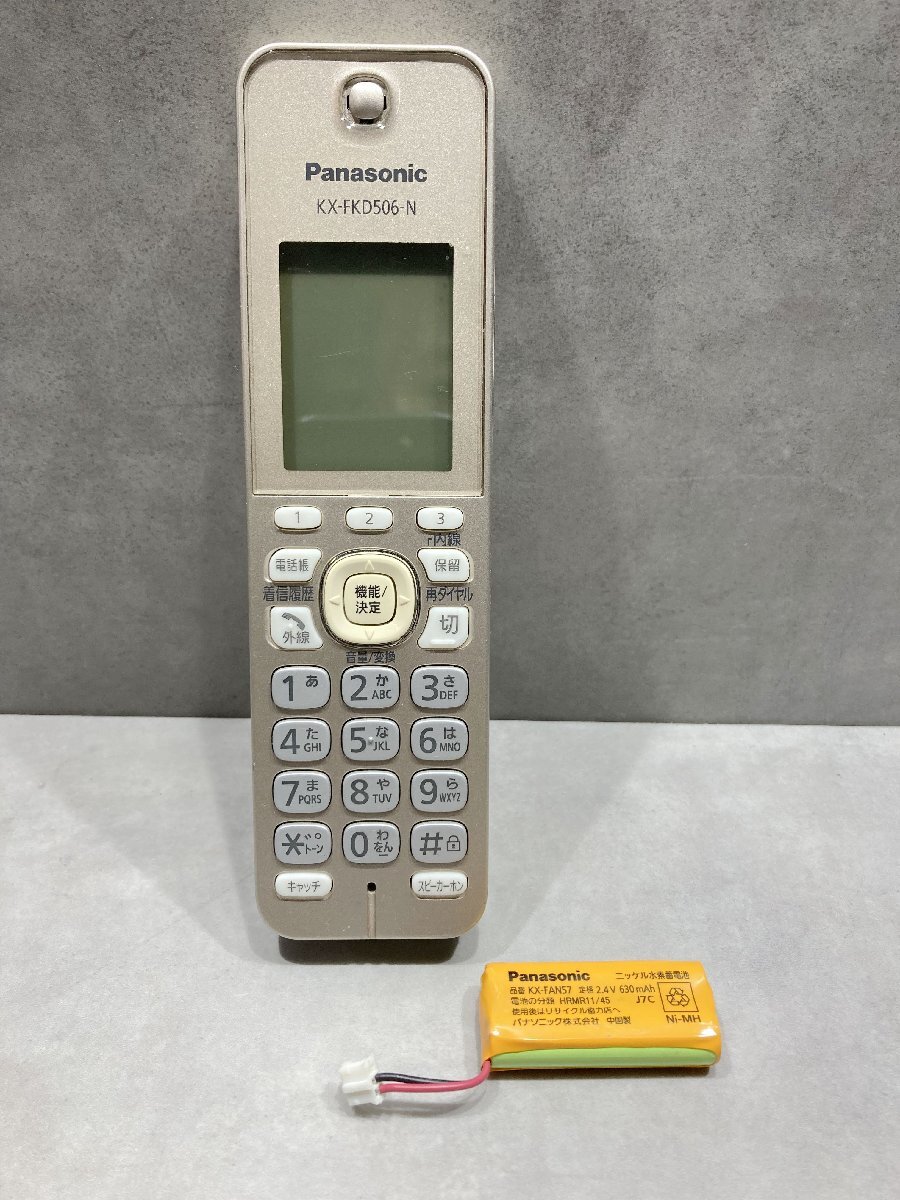 Panasonic
KX-FKD506-N
1 2 3
内線
電話帳 機能/決定 保留
着信履歴 再ダイヤル
外線 切
音量/変換
1 あ 2 か ABC 3 さ DEF
4 た GHI 5 な JKL 6 は MNO
7 ま PQRS 8 や TUV 9 ら WXYZ
* ゛゜ トーン 0 わをん ー #
キャッチ スピーカーホン
Panasonic ニッケル水素蓄電池
品番 KX-FAN57 定格 2.4V 630mAh
電池の分類 HRMR11/45 J7C
使用後はリサイクル協力店へ
パナソニック株式会社 中国製 Ni-MH